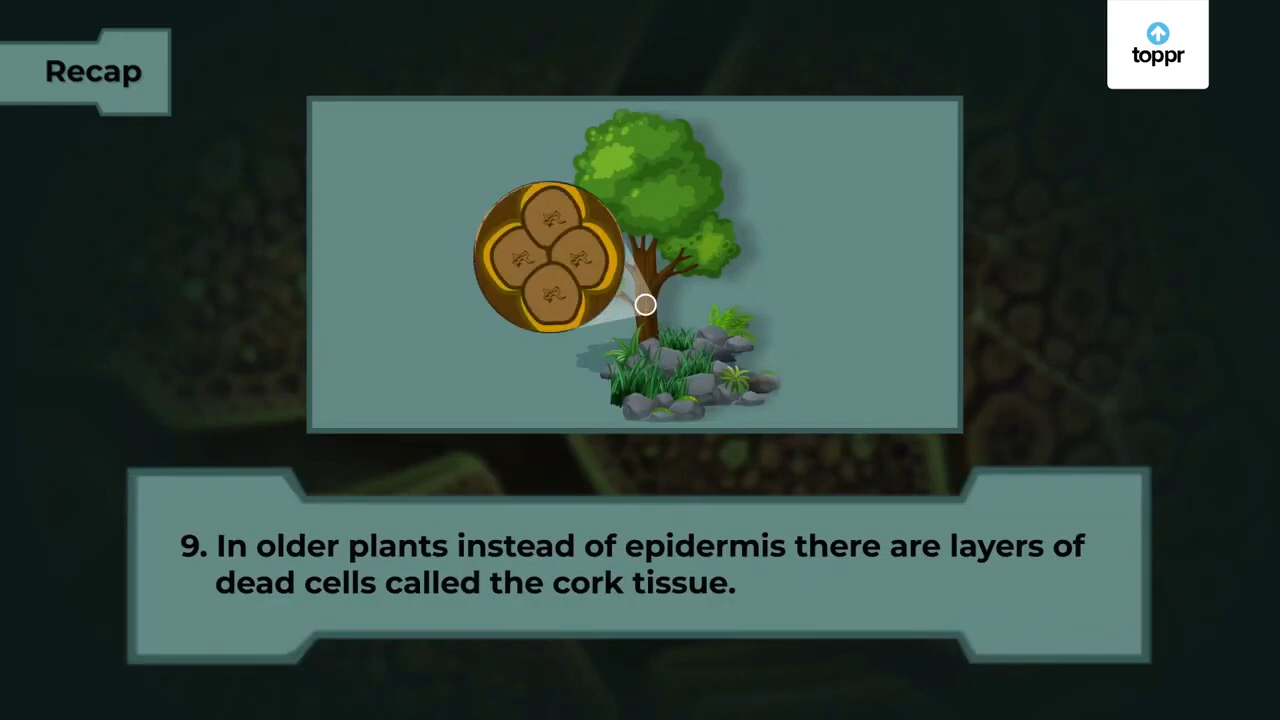 Recap
toppr
9. In older plants instead of epidermis there are layers of
dead cells called the cork tissue.